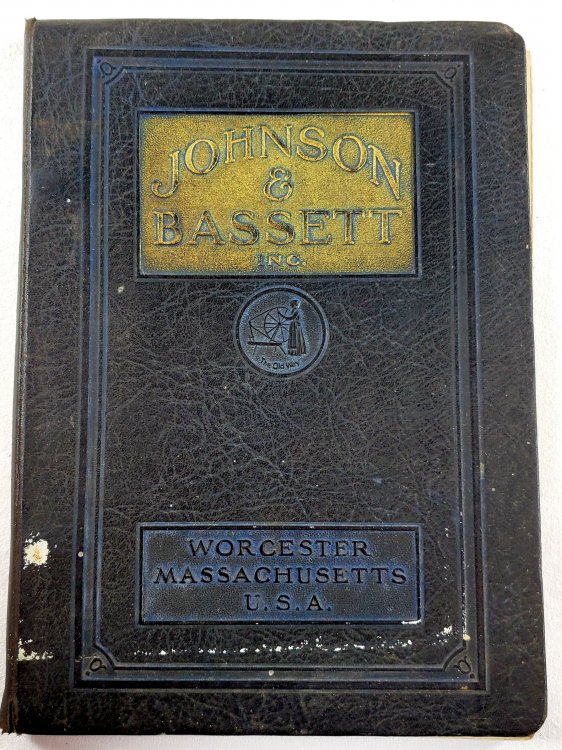 JOHNSON
&
BASSETT
INC.
The Old Way
WORCESTER
MASSACHUSETTS
U.S.A.